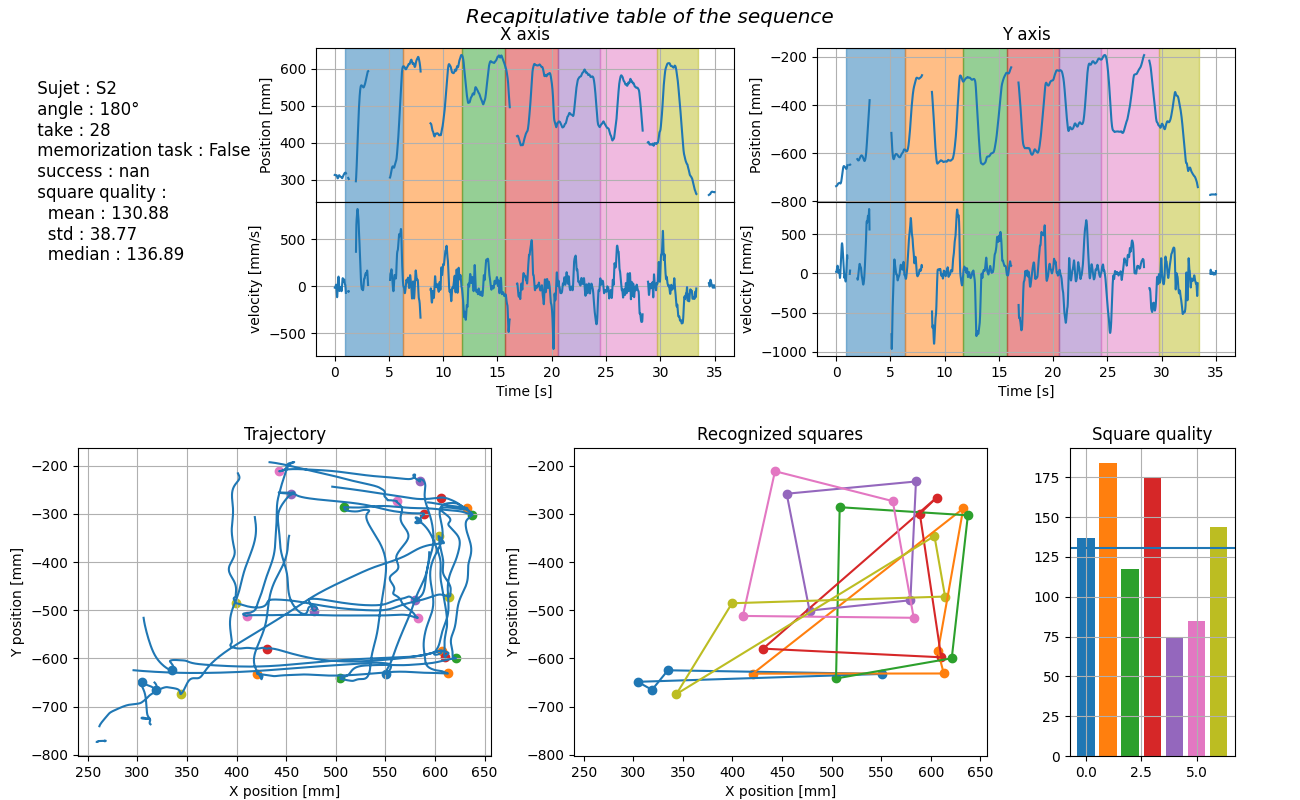 Recapitulative table of the sequence
X axis
Y axis
Sujet : S2
angle : 180°
take : 28
memorization task : False
success : nan
square quality :
mean : 130.88
std : 38.77
median : 136.89
Position [mm]
600
500
400
300
velocity [mm/s]
500
0
−500
0 5 10 15 20 25 30 35
Time [s]
Position [mm]
−200
−400
−600
−800
velocity [mm/s]
500
0
−500
−1000
0 5 10 15 20 25 30 35
Time [s]
Trajectory
Y position [mm]
−200
−300
−400
−500
−600
−700
−800
250 300 350 400 450 500 550 600 650
X position [mm]
Recognized squares
Y position [mm]
−200
−300
−400
−500
−600
−700
−800
250 300 350 400 450 500 550 600 650
X position [mm]
Square quality
175
150
125
100
75
50
25
0
0.0 2.5 5.0